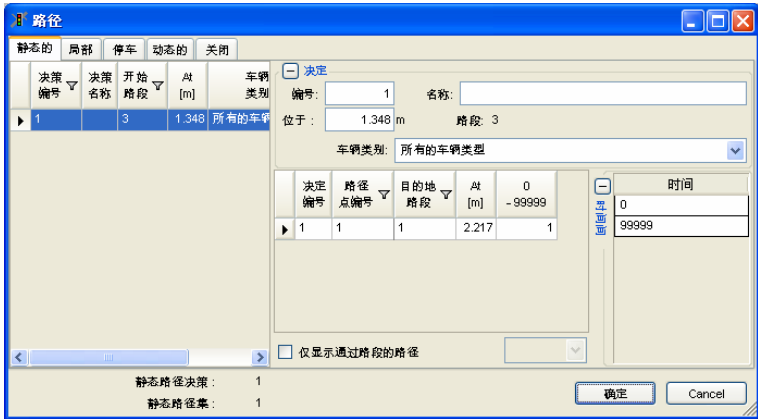 路径
静态的 局部 停车 动态的 关闭
决策编号 决策名称 开始路段 At [m] 车辆类别
1 3 1.348 所有的车辆
决定
编号: 1 名称:
位于: 1.348 m 路段: 3
车辆类别: 所有的车辆类型
决定编号 路径点编号 目的地路段 At [m] 0 - 99999
1 1 1 2.217 1
时间
0
99999
仅显示通过路段的路径
静态路径决策: 1
静态路径集: 1
确定 Cancel